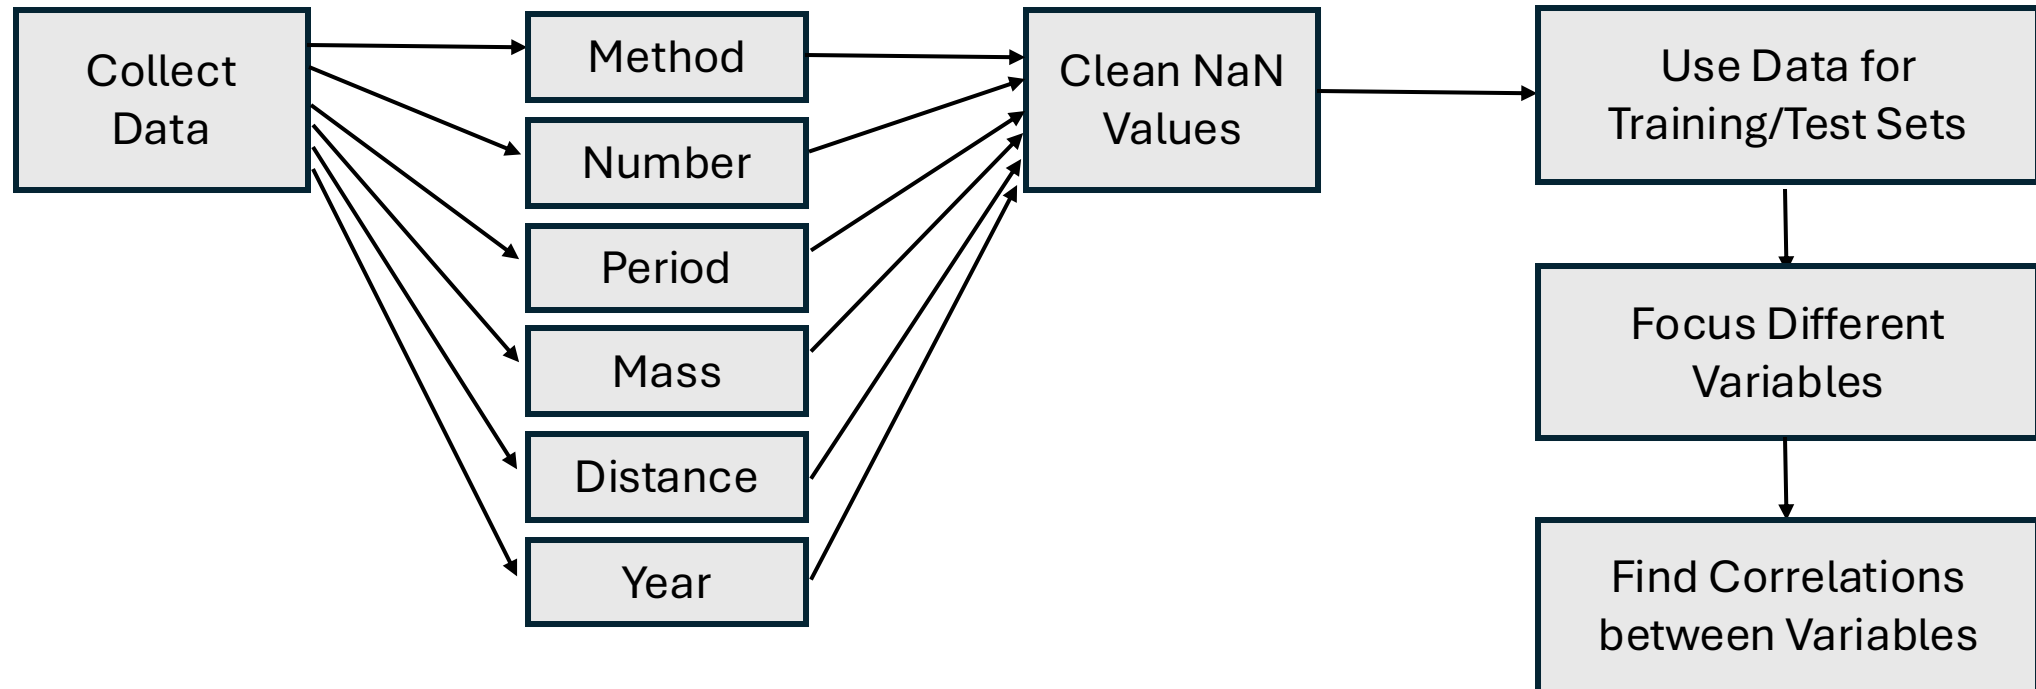 Collect
Data
Method
Number
Period
Mass
Distance
Year
Clean NaN
Values
Use Data for
Training/Test Sets
Focus Different
Variables
Find Correlations
between Variables